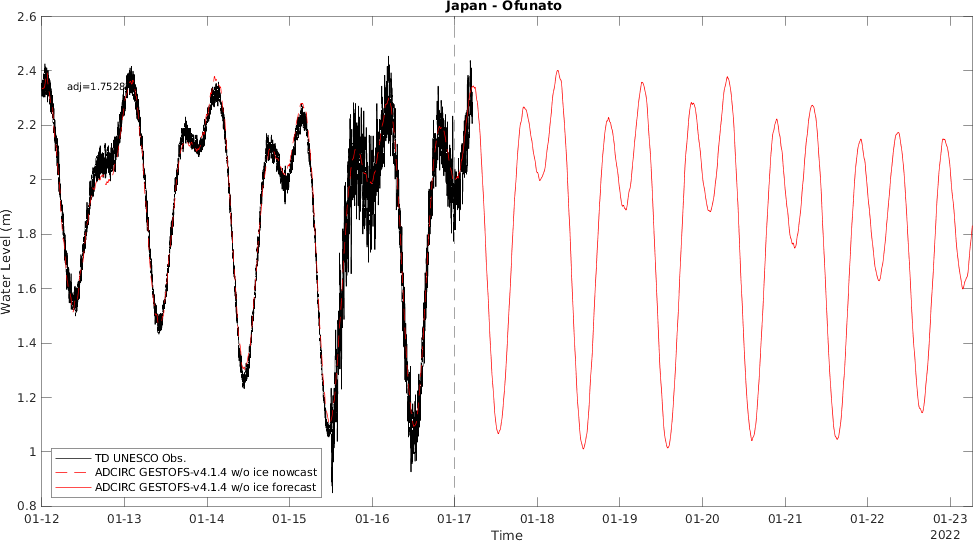 Japan - Ofunato
2.6
2.4
2.2
2
1.8
1.6
1.4
1.2
1
0.8
Water Level (m)
adj=1.7528
TD UNESCO Obs.
ADCIRC GESTOFS-v4.1.4 w/o ice nowcast
ADCIRC GESTOFS-v4.1.4 w/o ice forecast
01-12 01-13 01-14 01-15 01-16 01-17 01-18 01-19 01-20 01-21 01-22 01-23
Time
2022